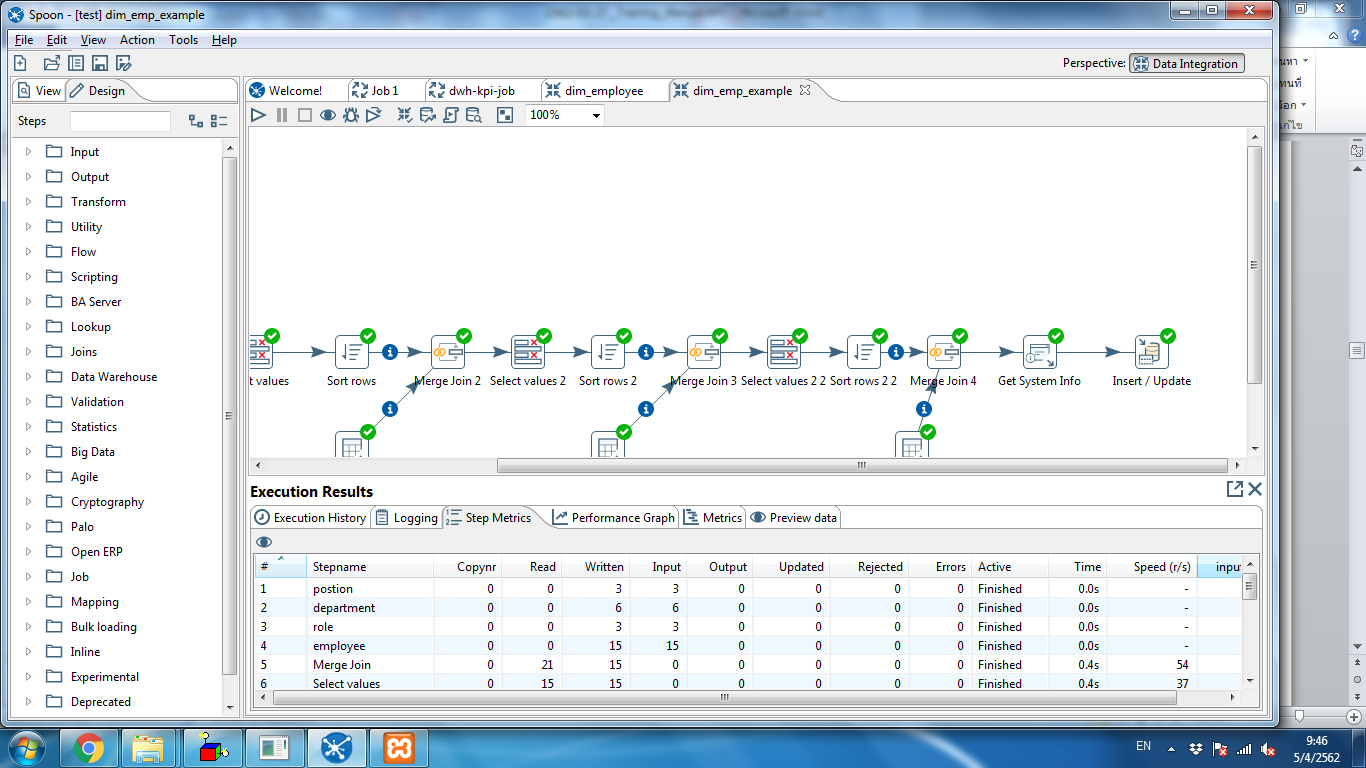 Spoon - [test] dim_emp_example
File Edit View Action Tools Help
Perspective: Data Integration
View Design
Welcome! Job 1 dwh-kpi-job dim_employee dim_emp_example
Steps
100%
Input
Output
Transform
Utility
Flow
Scripting
BA Server
Lookup
Joins
Data Warehouse
Validation
Statistics
Big Data
Agile
Cryptography
Palo
Open ERP
Job
Mapping
Bulk loading
Inline
Experimental
Deprecated
t values Sort rows Merge Join 2 Select values 2 Sort rows 2 Merge Join 3 Select values 2 2 Sort rows 2 2 Merge Join 4 Get System Info Insert / Update
Execution Results
Execution History Logging Step Metrics Performance Graph Metrics Preview data
# Stepname Copynr Read Written Input Output Updated Rejected Errors Active Time Speed (r/s) input
1 postion 0 0 3 3 0 0 0 0 Finished 0.0s -
2 department 0 0 6 6 0 0 0 0 Finished 0.0s -
3 role 0 0 3 3 0 0 0 0 Finished 0.0s -
4 employee 0 0 15 15 0 0 0 0 Finished 0.0s -
5 Merge Join 0 21 15 0 0 0 0 0 Finished 0.4s 54
6 Select values 0 15 15 0 0 0 0 0 Finished 0.4s 37
EN
9:46
5/4/2562